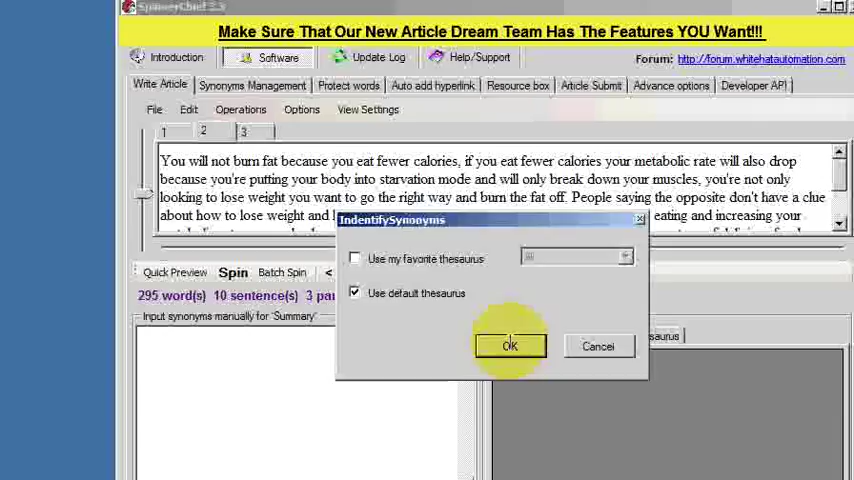 SpinnerChief 2.3
Make Sure That Our New Article Dream Team Has The Features YOU Want!!!
Introduction Software Update Log Help/Support Forum: http://forum.whitehatautomation.com
Write Article Synonyms Management Protect words Auto add hyperlink Resource box Article Submit Advance options Developer API
File Edit Operations Options View Settings
1 2 3
You will not burn fat because you eat fewer calories, if you eat fewer calories your metabolic rate will also drop
because you're putting your body into starvation mode and will only break down your muscles, you're not only
looking to lose weight you want to go the right way and burn the fat off. People saying the opposite don't have a clue
about how to lose weight and eating and increasing your
IndentifySynonyms
Use my favorite thesaurus
Use default thesaurus
OK Cancel
Quick Preview Spin Batch Spin <
295 word(s) 10 sentence(s) 3 par
Input synonyms manually for 'Summary'
saurus